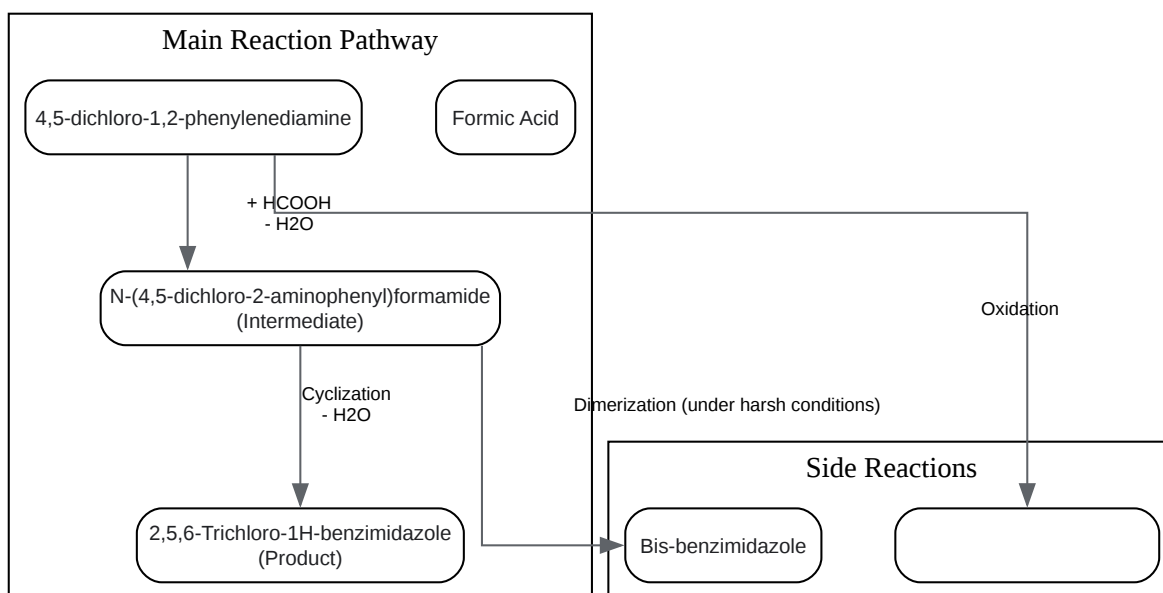 Main Reaction Pathway
4,5-dichloro-1,2-phenylenediamine
Formic Acid
+ HCOOH
- H2O
N-(4,5-dichloro-2-aminophenyl)formamide
(Intermediate)
Oxidation
Cyclization
- H2O
Dimerization (under harsh conditions)
Side Reactions
2,5,6-Trichloro-1H-benzimidazole
(Product)
Bis-benzimidazole